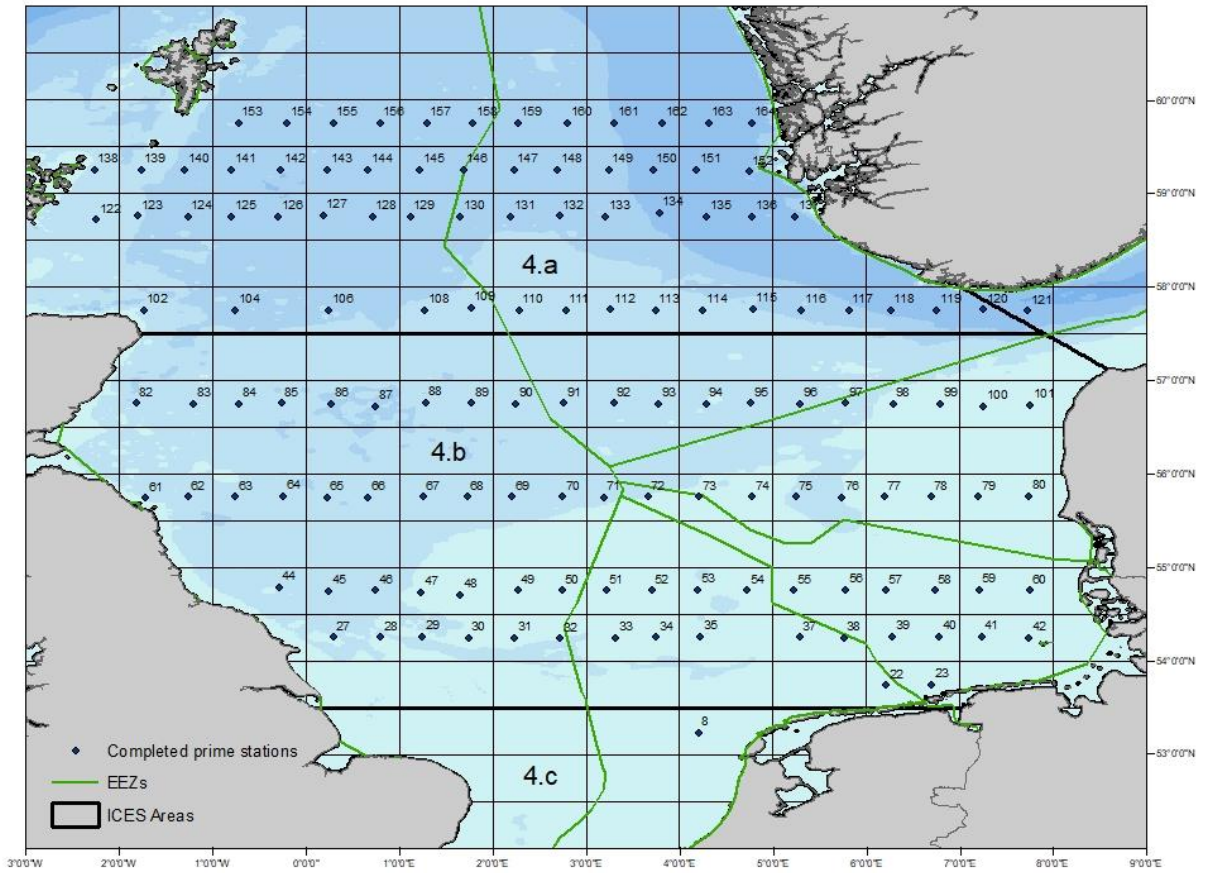 153 154 155 156 157 158 159 160 161 162 163 164
60°0'0"N
138 139 140 141 142 143 144 145 146 147 148 149 150 151 152
59°0'0"N
122 123 124 125 126 127 128 129 130 131 132 133 134 135 136
4.a
58°0'0"N
102 104 106 108 109 110 111 112 113 114 115 116 117 118 119 120 121
57°0'0"N
82 83 84 85 86 87 88 89 90 91 92 93 94 95 96 97 98 99 100 101
4.b
56°0'0"N
61 62 63 64 65 66 67 68 69 70 71 72 73 74 75 76 77 78 79 80
55°0'0"N
44 45 46 47 48 49 50 51 52 53 54 55 56 57 58 59 60
27 28 29 30 31 32 33 34 35 37 38 39 40 41 42
54°0'0"N
22 23
8
53°0'0"N
4.c
Completed prime stations
EEZs
ICES Areas
3°0'0"W 2°0'0"W 1°0'0"W 0°0'0" 1°0'0"E 2°0'0"E 3°0'0"E 4°0'0"E 5°0'0"E 6°0'0"E 7°0'0"E 8°0'0"E 9°0'0"E